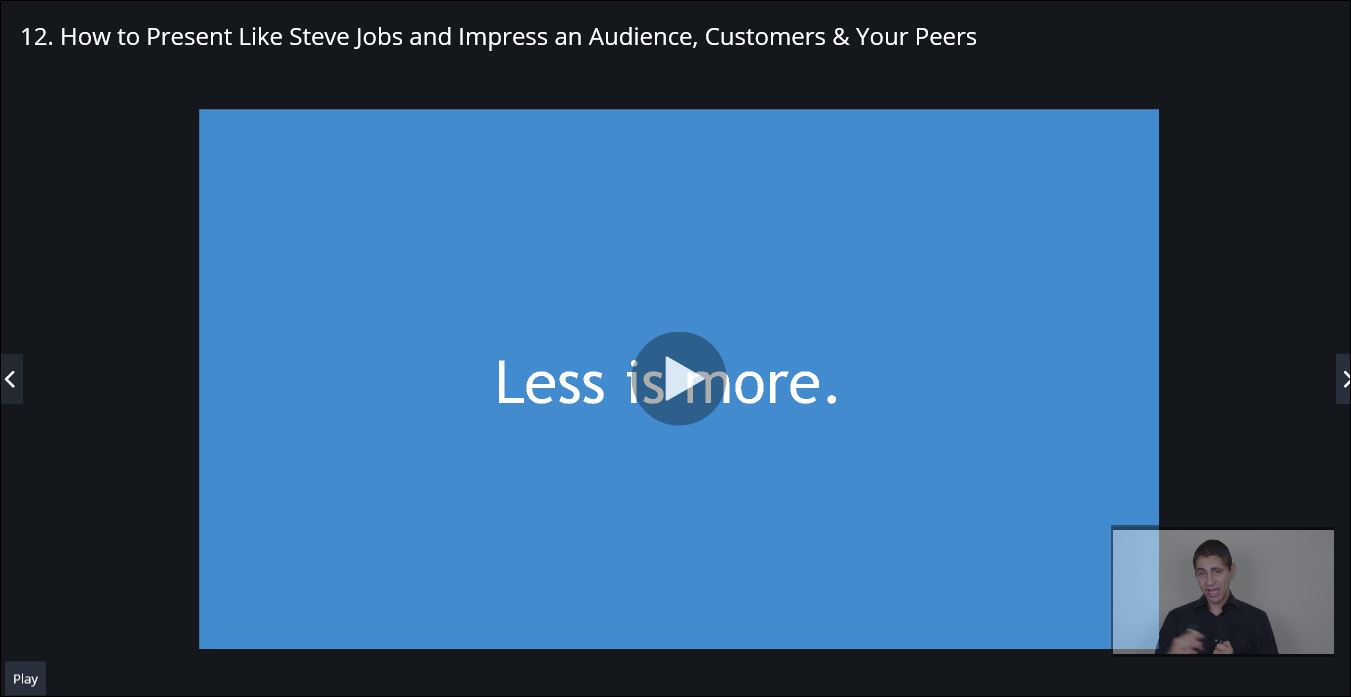 12. How to Present Like Steve Jobs and Impress an Audience, Customers & Your Peers
Less is more.
Play